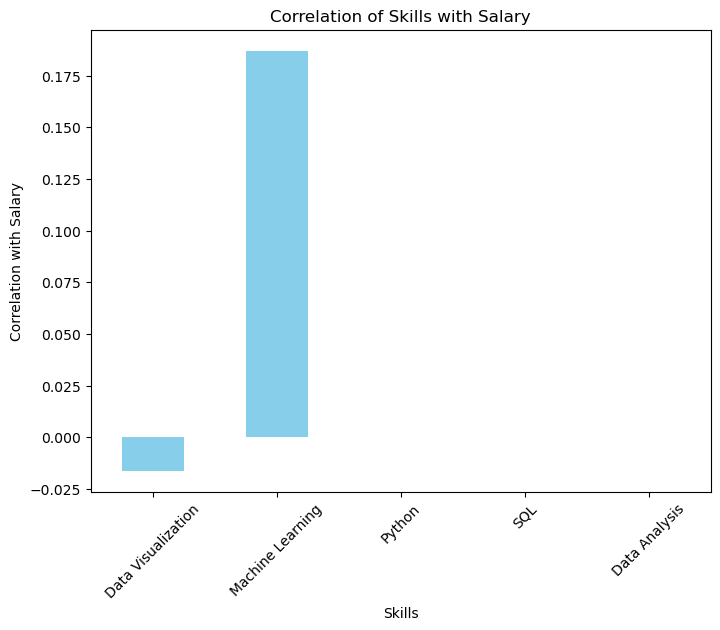 Correlation of Skills with Salary
Correlation with Salary
0.175
0.150
0.125
0.100
0.075
0.050
0.025
0.000
−0.025
Data Visualization
Machine Learning
Python
SQL
Data Analysis
Skills